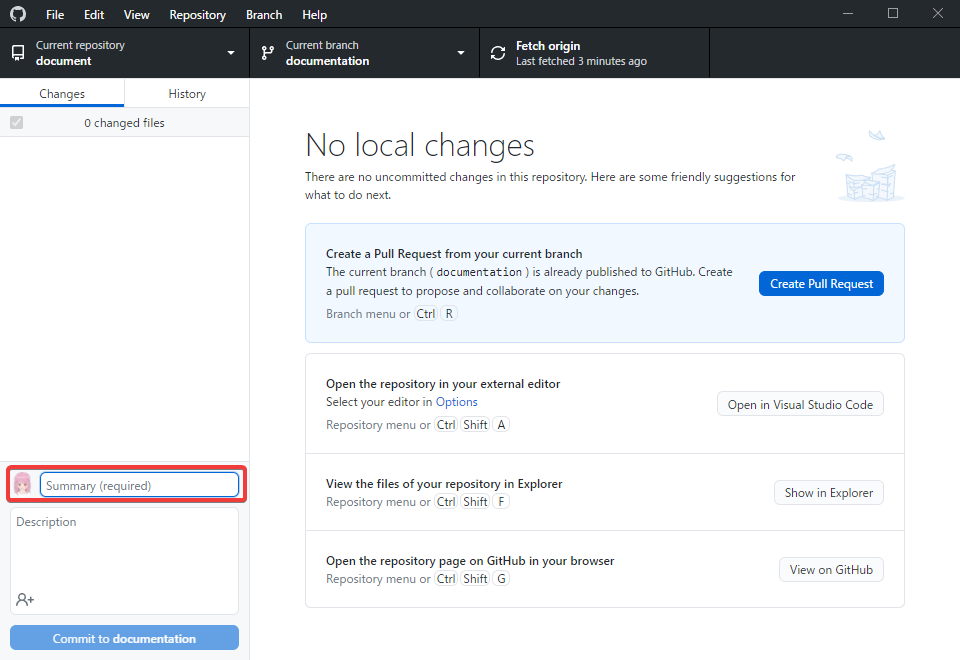 File Edit View Repository Branch Help
Current repository
document
Current branch
documentation
Fetch origin
Last fetched 3 minutes ago
Changes History
0 changed files
No local changes
There are no uncommitted changes in this repository. Here are some friendly suggestions for
what to do next.
Create a Pull Request from your current branch
The current branch ( documentation ) is already published to GitHub. Create
a pull request to propose and collaborate on your changes.
Branch menu or Ctrl R
Create Pull Request
Open the repository in your external editor
Select your editor in Options
Repository menu or Ctrl Shift A
Open in Visual Studio Code
View the files of your repository in Explorer
Repository menu or Ctrl Shift F
Show in Explorer
Open the repository page on GitHub in your browser
Repository menu or Ctrl Shift G
View on GitHub
Summary (required)
Description
Commit to documentation